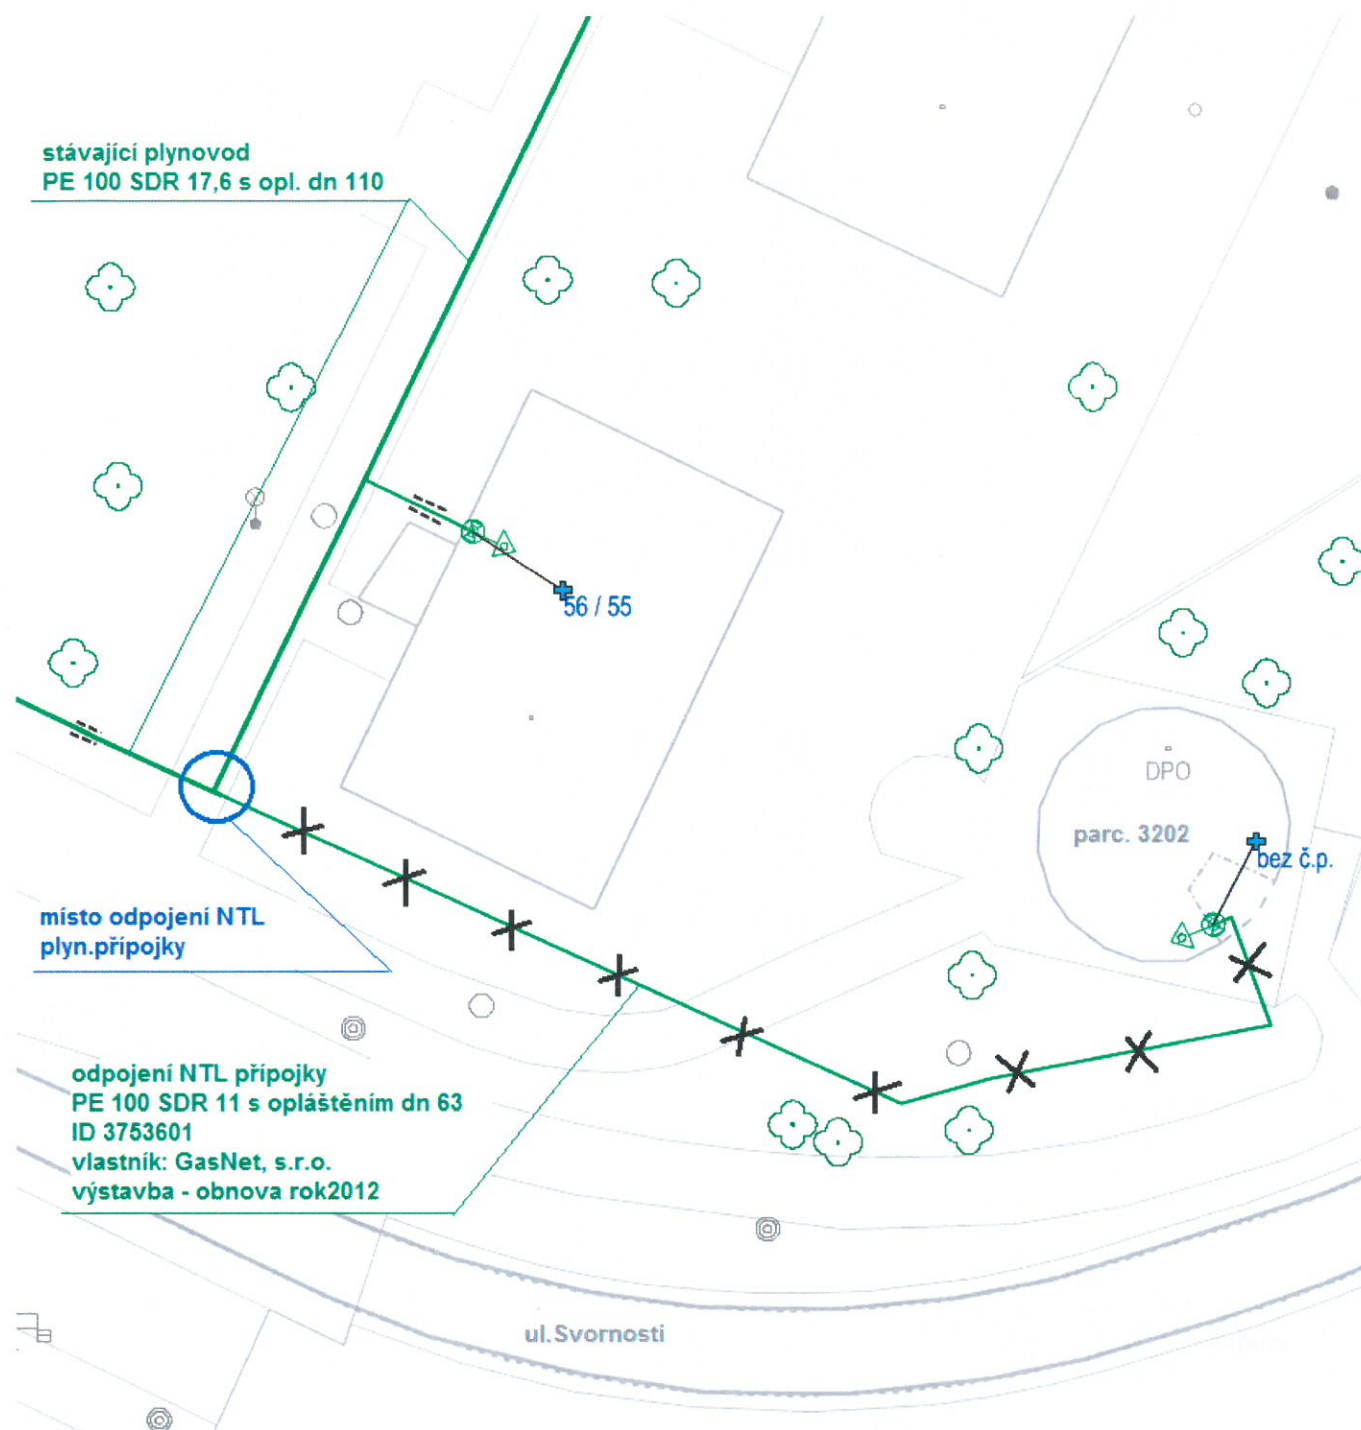 stávající plynovod
PE 100 SDR 17,6 s opl. dn 110
56 / 55
DPO
parc. 3202
bez č.p.
místo odpojení NTL
plyn.přípojky
odpojení NTL přípojky
PE 100 SDR 11 s opláštěním dn 63
ID 3753601
vlastník: GasNet, s.r.o.
výstavba - obnova rok2012
ul.Svornosti